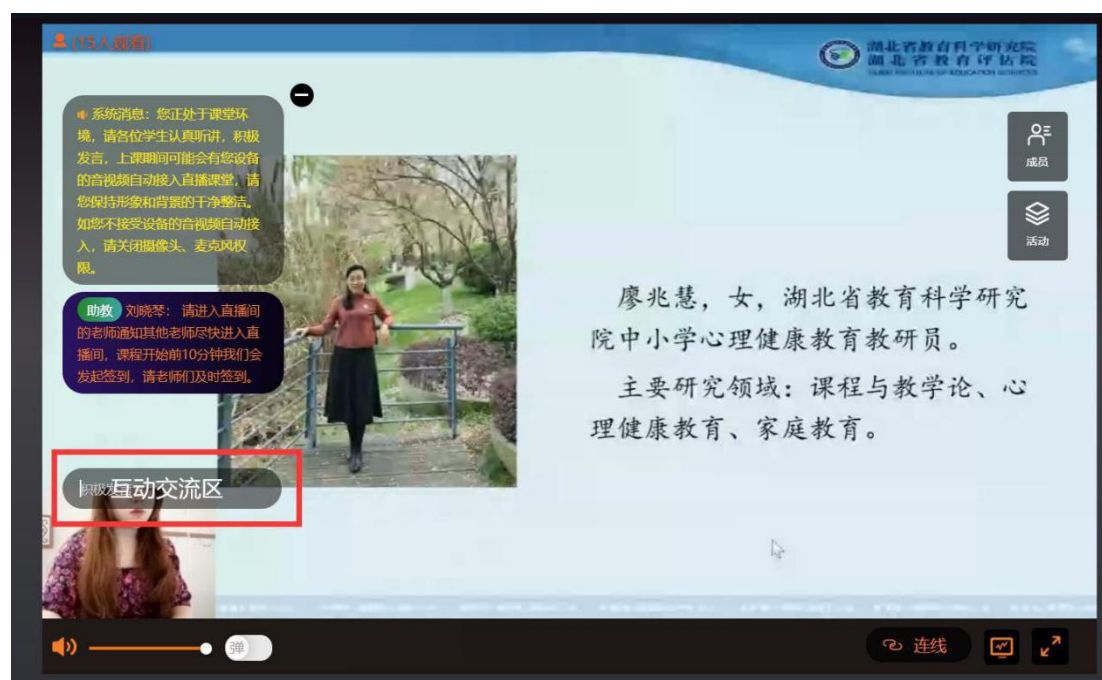 (15人观看)
湖北省教育科学研究院
湖北省教育评估院
系统消息：您正处于课堂环
境，请各位学生认真听讲，积极
发言，上课期间可能会有您设备
的音视频自动接入直播课堂，请
您保持形象和背景的干净整洁。
如您不接受设备的音视频自动接
入，请关闭摄像头、麦克风权
限。
成员
活动
助教 刘晓琴：请进入直播间
的老师通知其他老师尽快进入直
播间，课程开始前10分钟我们会
发起签到，请老师们及时签到。
廖兆慧，女，湖北省教育科学研究
院中小学心理健康教育教研员。
主要研究领域：课程与教学论、心
理健康教育、家庭教育。
积极发
互动交流区
弹
连线